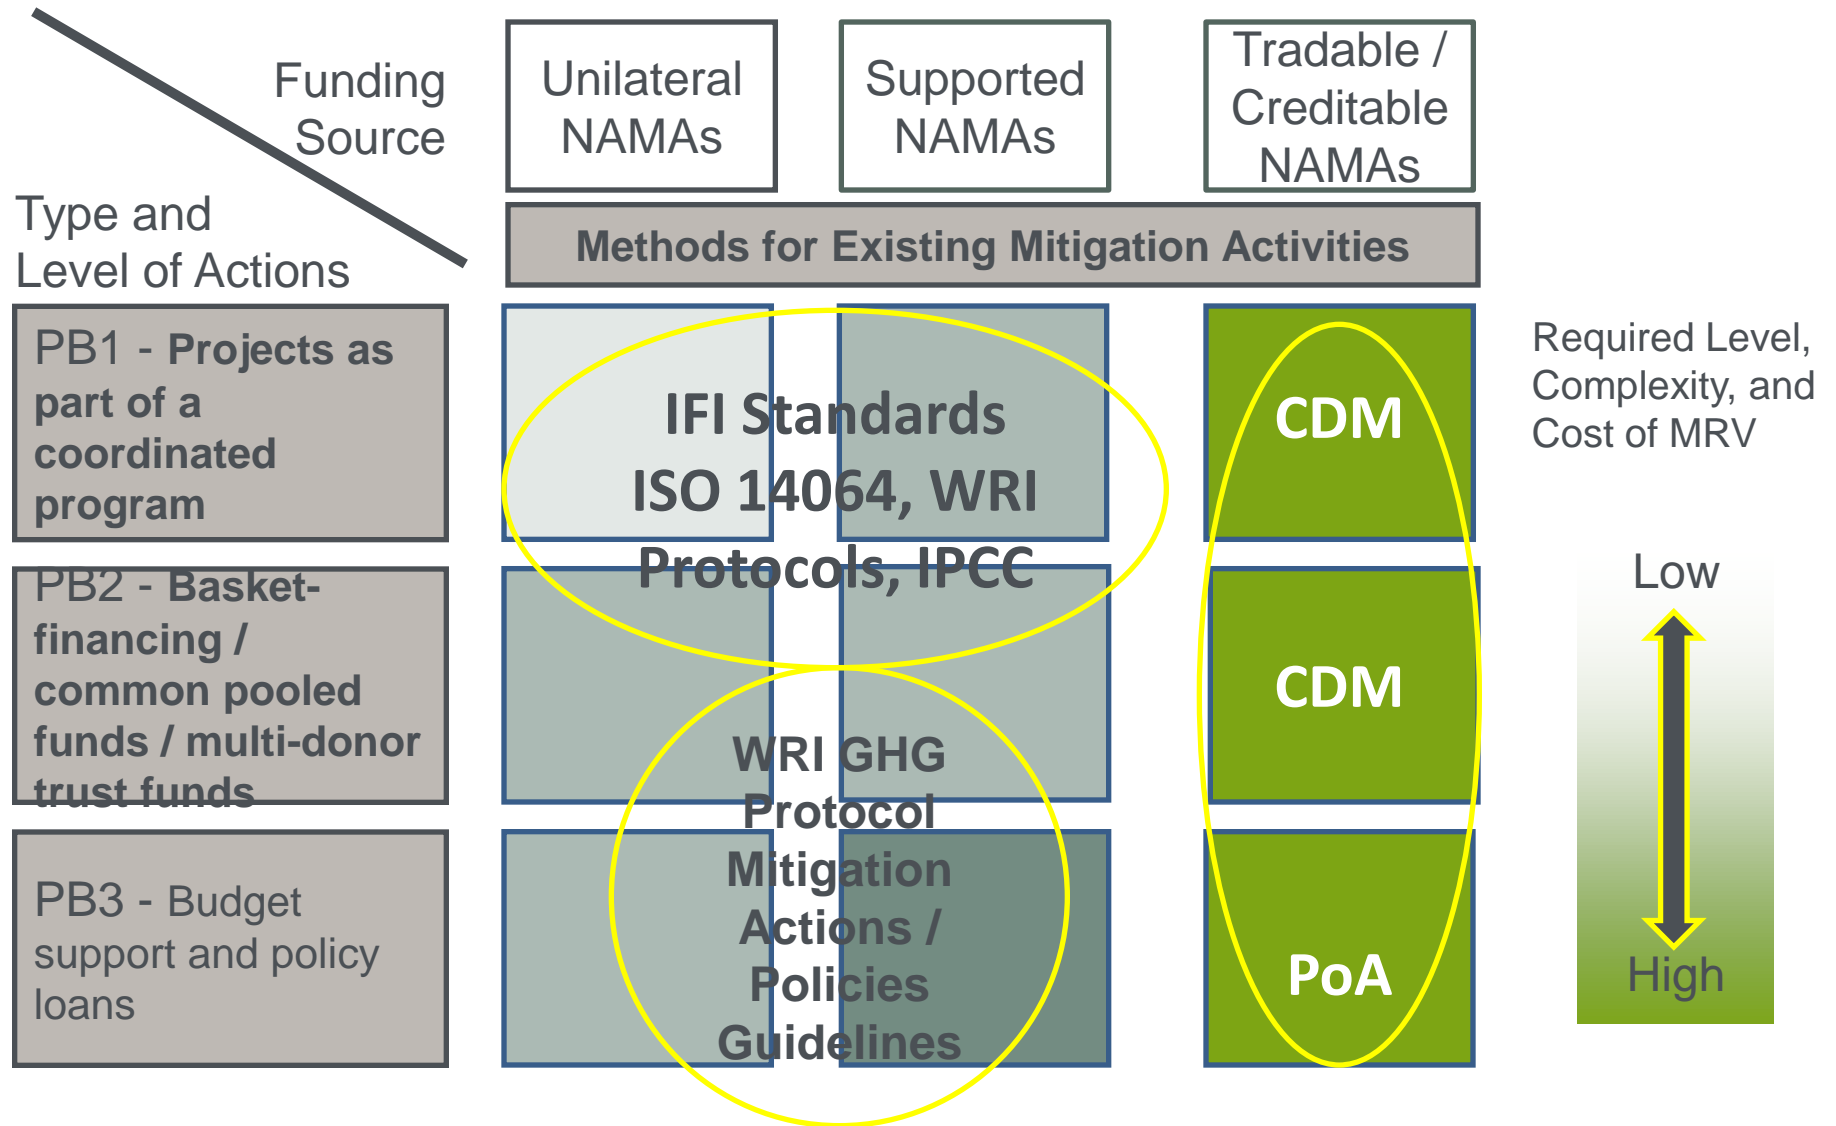 Funding
Source
Type and
Level of Actions
Unilateral
NAMAs
Supported
NAMAs
Tradable /
Creditable
NAMAs
Methods for Existing Mitigation Activities
PB1 - Projects as
part of a
coordinated
program
IFI Standards
ISO 14064, WRI
Protocols, IPCC
CDM
Required Level,
Complexity, and
Cost of MRV
PB2 - Basket-
financing /
common pooled
funds / multi-donor
trust funds
CDM
Low
High
PB3 - Budget
support and policy
loans
WRI GHG
Protocol
Mitigation
Actions /
Policies
Guidelines
PoA